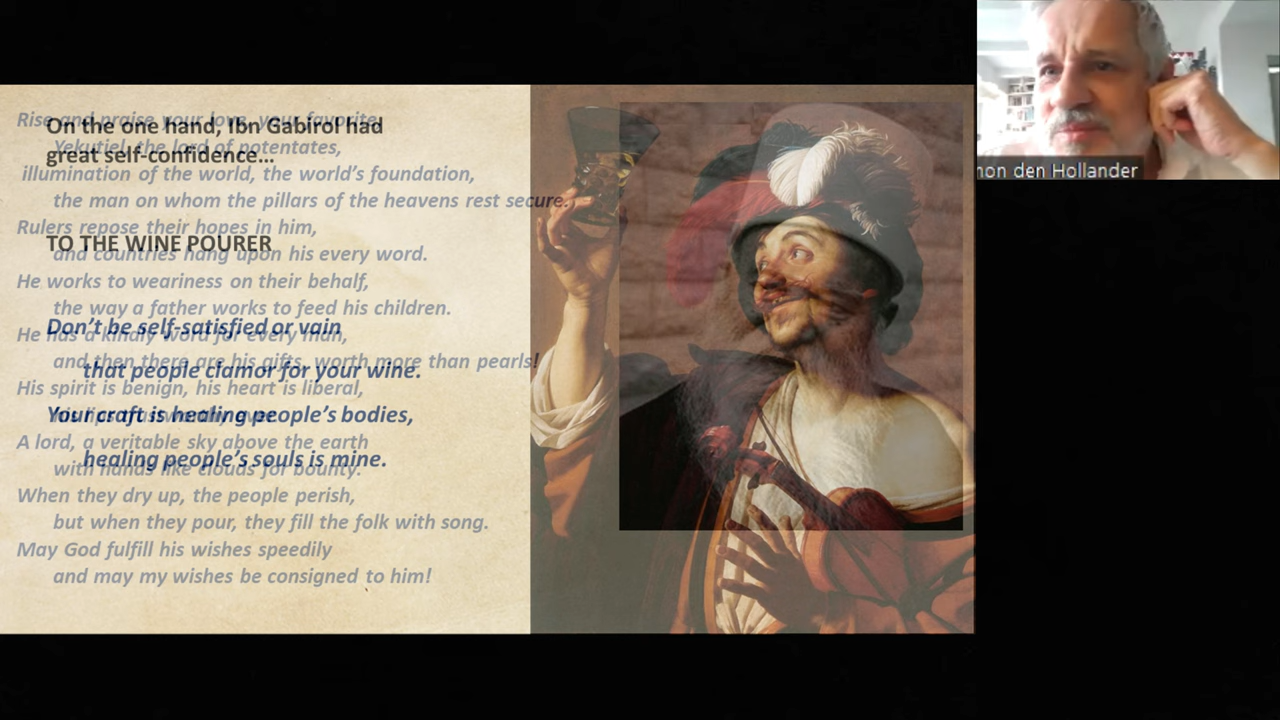 On the one hand, Ibn Gabirol had
great self-confidence...
TO THE WINE POURER
Don't be self-satisfied or vain
that people clamor for your wine.
Your craft is healing people's bodies,
healing people's souls is mine.
Rise and praise your love, your favorite,
Yekutiel, the lord of potentates,
illumination of the world, the world's foundation,
the man on whom the pillars of the heavens rest secure.
Rulers repose their hopes in him,
and countries hang upon his every word.
He works to weariness on their behalf,
the way a father works to feed his children.
He has a kindly word for every man,
and then there are his gifts, worth more than pearls!
His spirit is benign, his heart is liberal,
A lord, a veritable sky above the earth
with hands like clouds for bounty.
When they dry up, the people perish,
but when they pour, they fill the folk with song.
May God fulfill his wishes speedily
and may my wishes be consigned to him!
non den Hollander